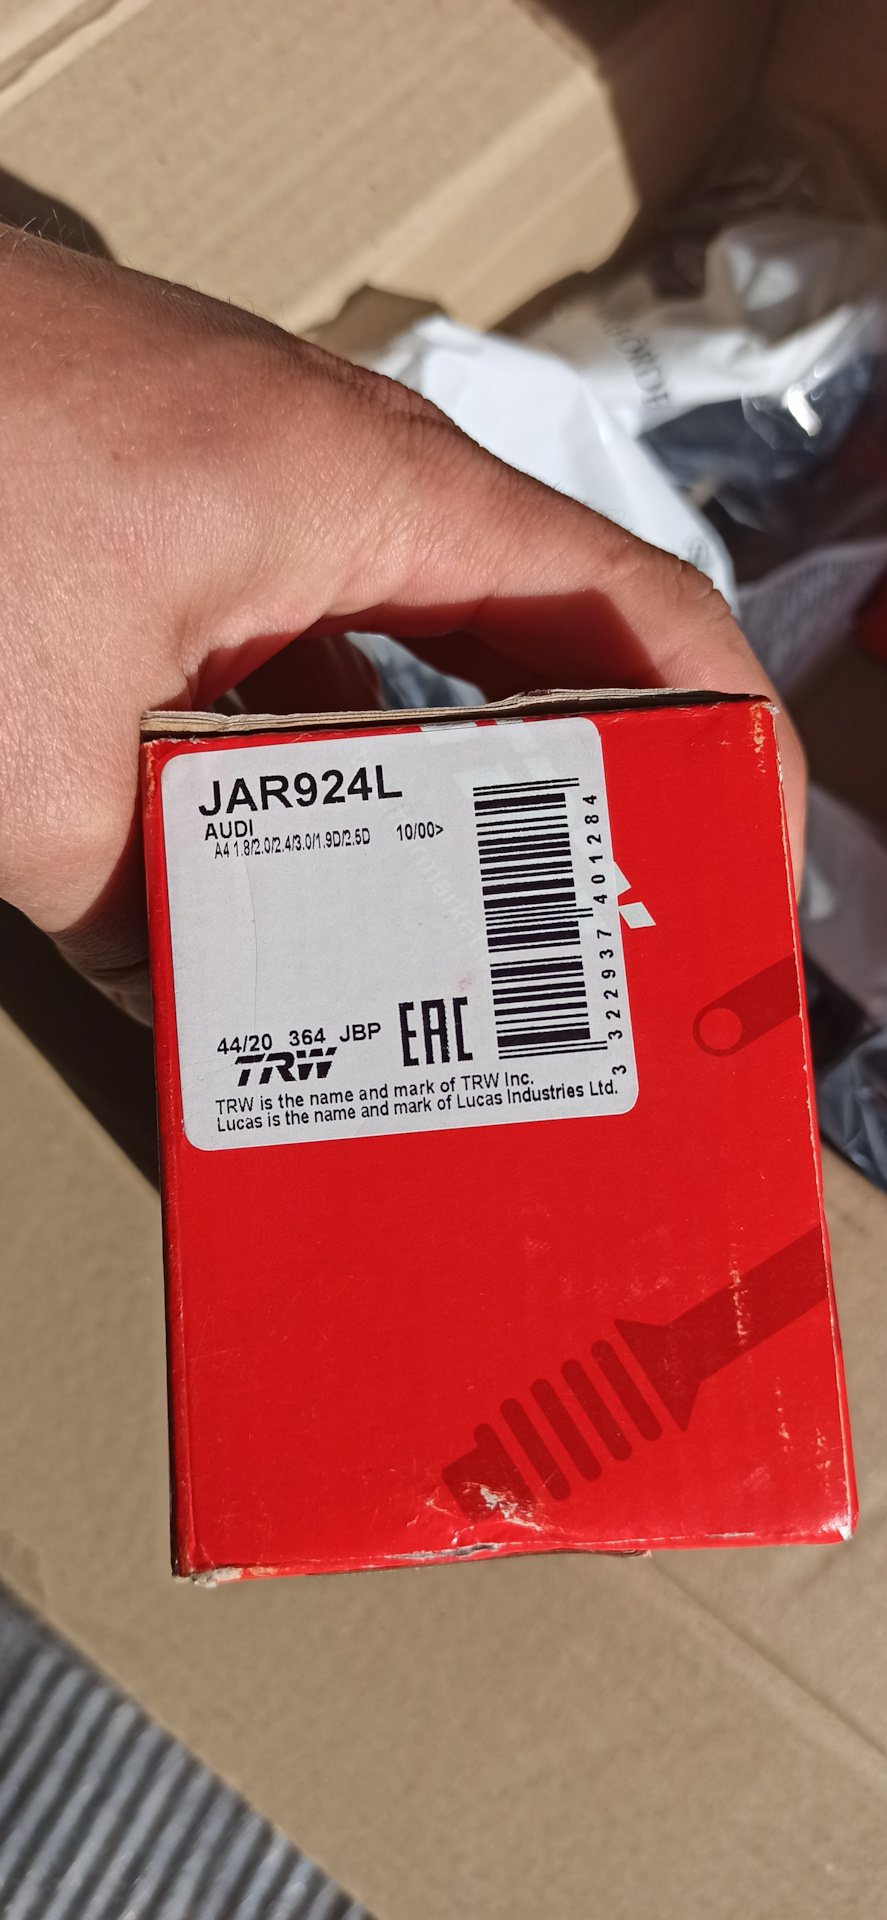 JAR924L
AUDI
A4 1.8/2.0/2.4/3.0/1.9D/2.5D 10/00>
3 322937 401284
44/20 364 JBP
EAC
TRW
TRW is the name and mark of TRW Inc.
Lucas is the name and mark of Lucas Industries Ltd.